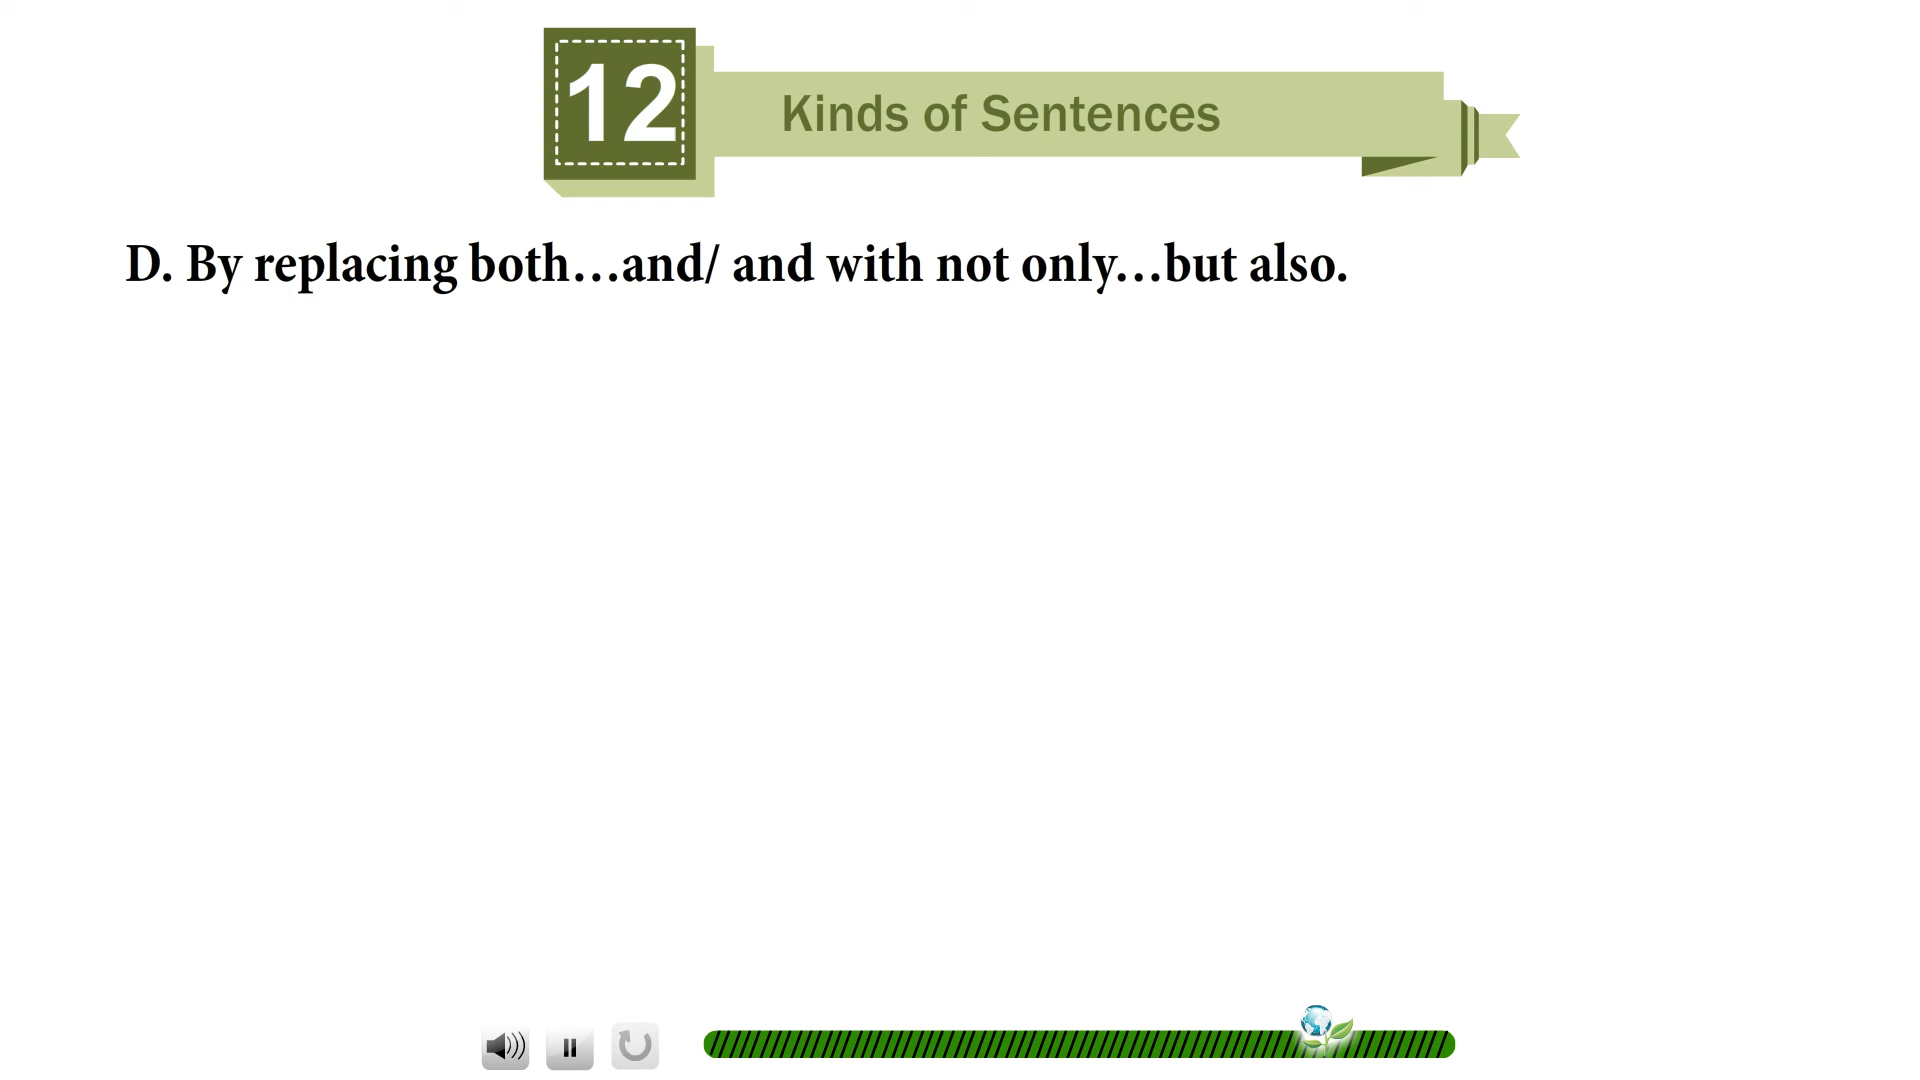 12
Kinds of Sentences
D. By replacing both…and/ and with not only…but also.